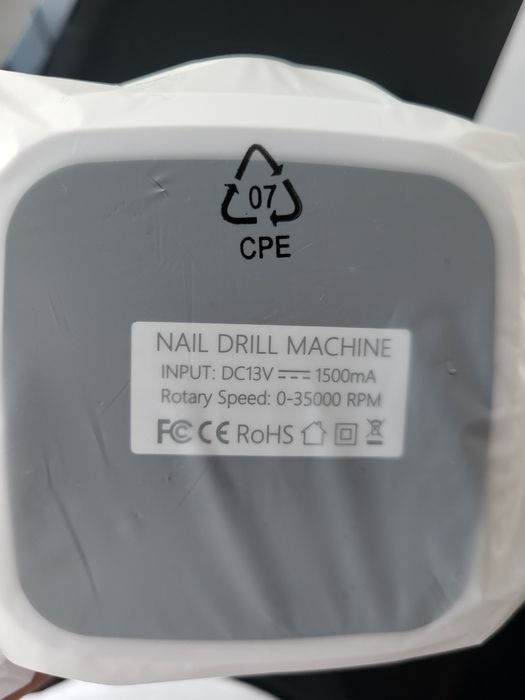 07
CPE
NAIL DRILL MACHINE
INPUT: DC13V 1500mA
Rotary Speed: 0-35000 RPM
FC CE RoHS